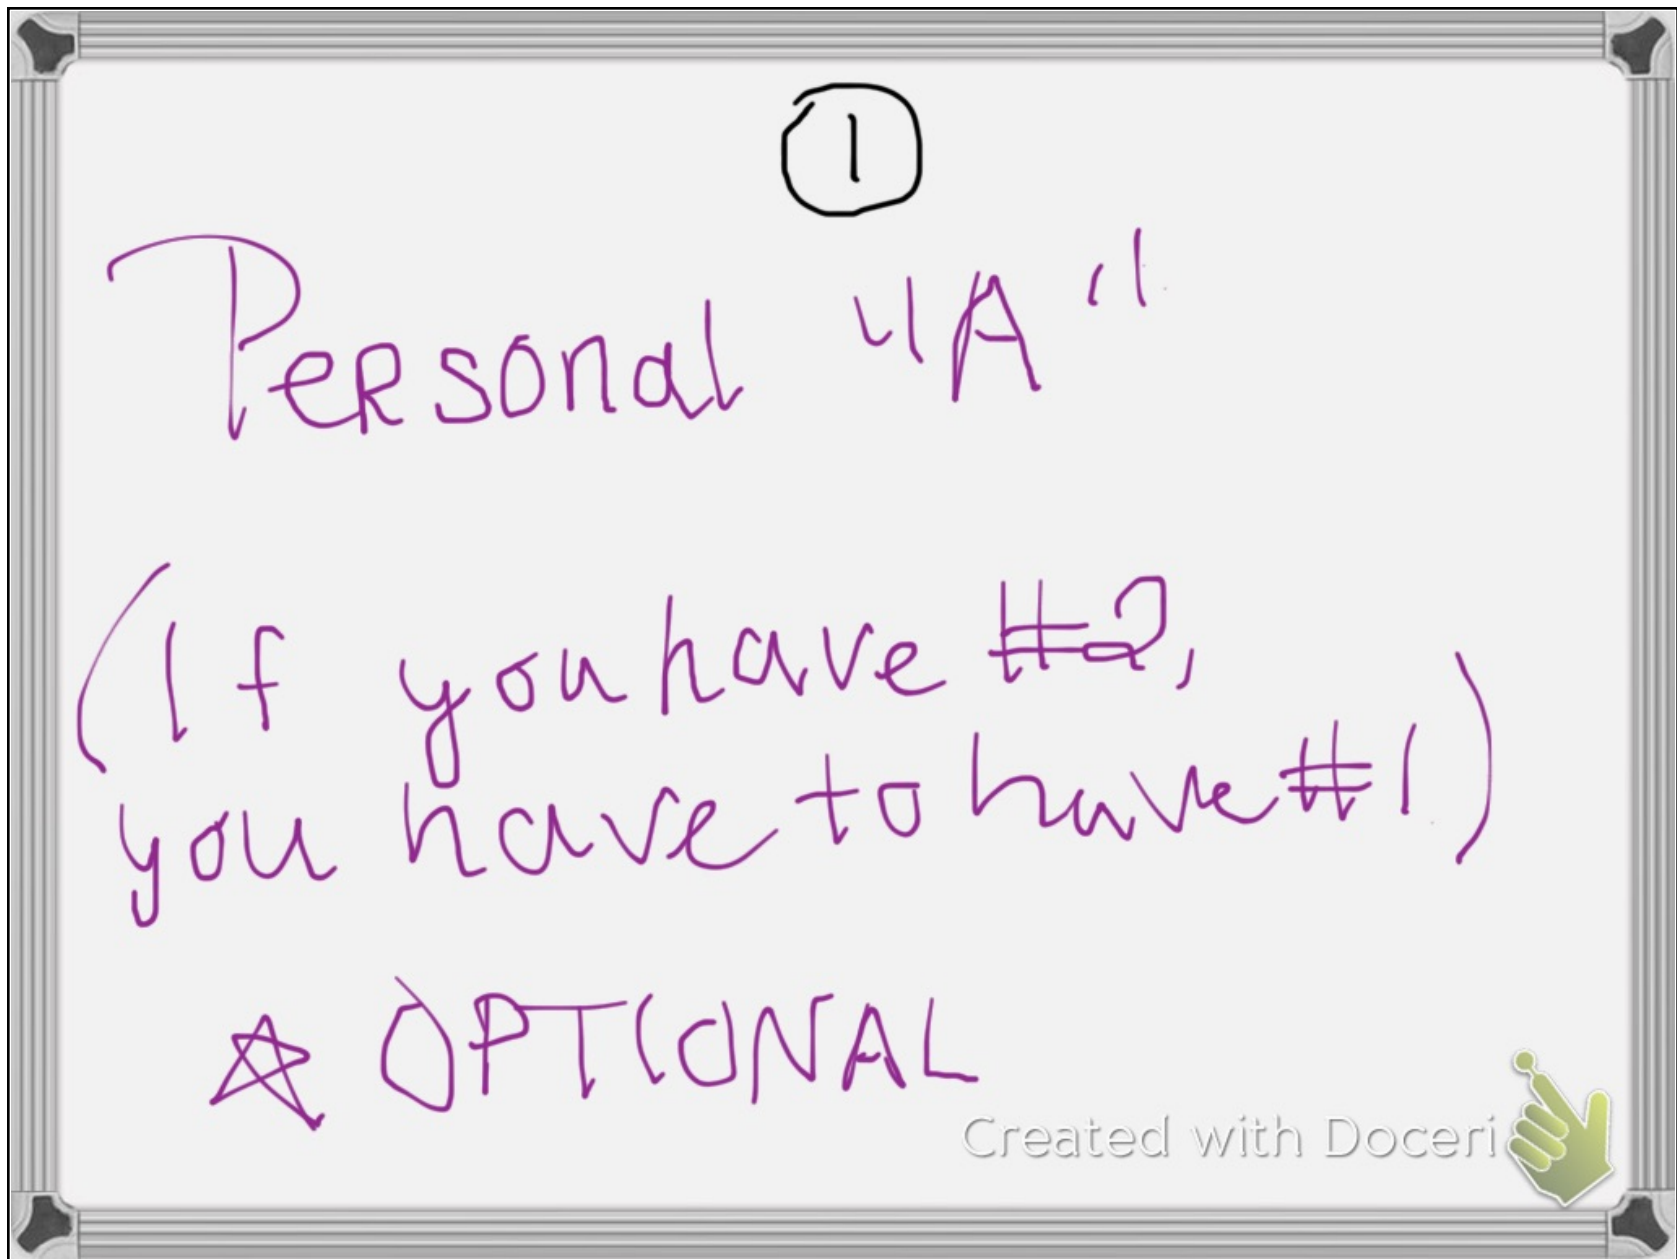 1
Personal "A"
(If you have #2,
you have to have #1)
☆ OPTIONAL
Created with Doceri